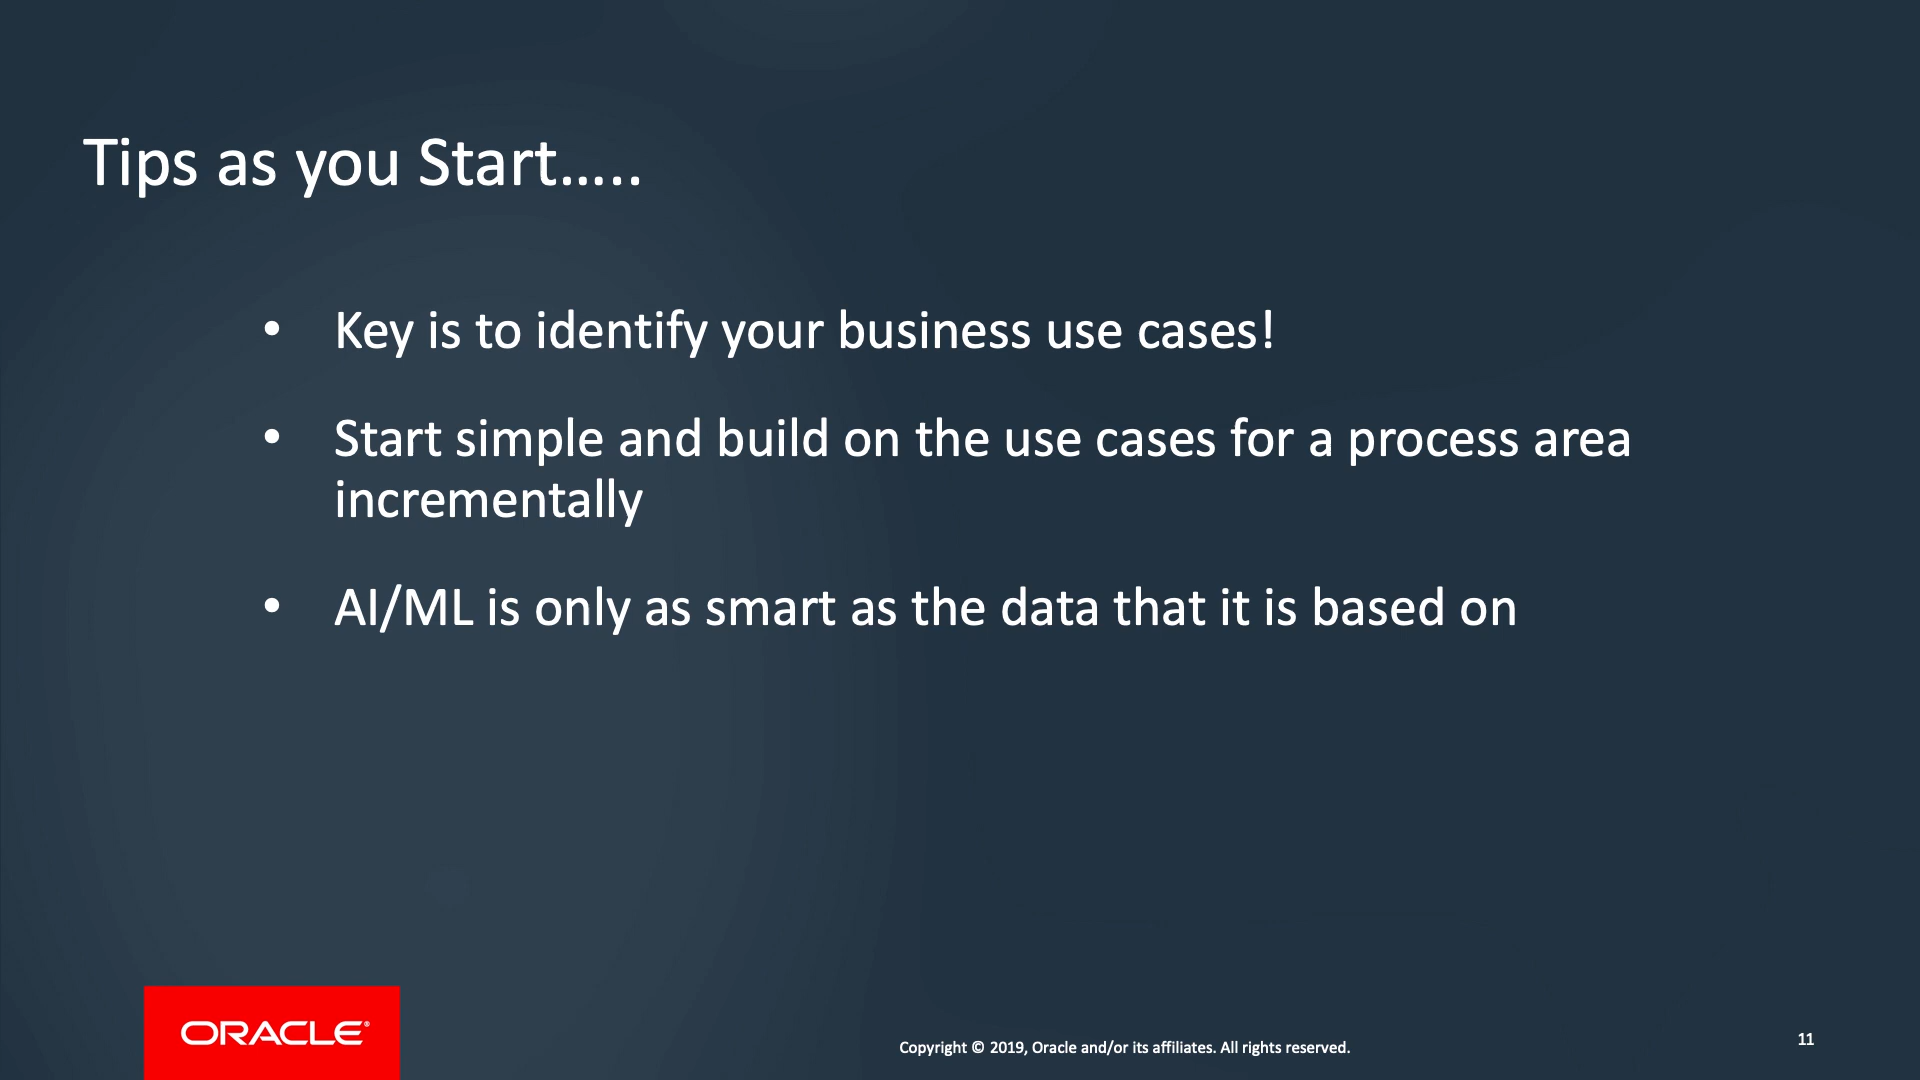 Tips as you Start.....
• Key is to identify your business use cases!
• Start simple and build on the use cases for a process area
incrementally
• AI/ML is only as smart as the data that it is based on
ORACLE®
Copyright © 2019, Oracle and/or its affiliates. All rights reserved.
11